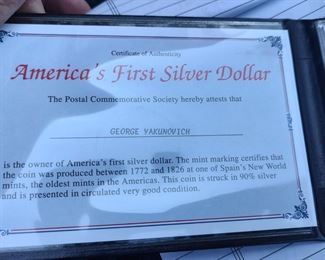 Certificate of Authenticity
America's First Silver Dollar
The Postal Commemorative Society hereby attests that
GEORGE YAKUNOVICH
is the owner of America's first silver dollar. The mint marking certifies that
the coin was produced between 1772 and 1826 at one of Spain's New World
mints, the oldest mints in the Americas. This coin is struck in 90% silver
and is presented in circulated very good condition.